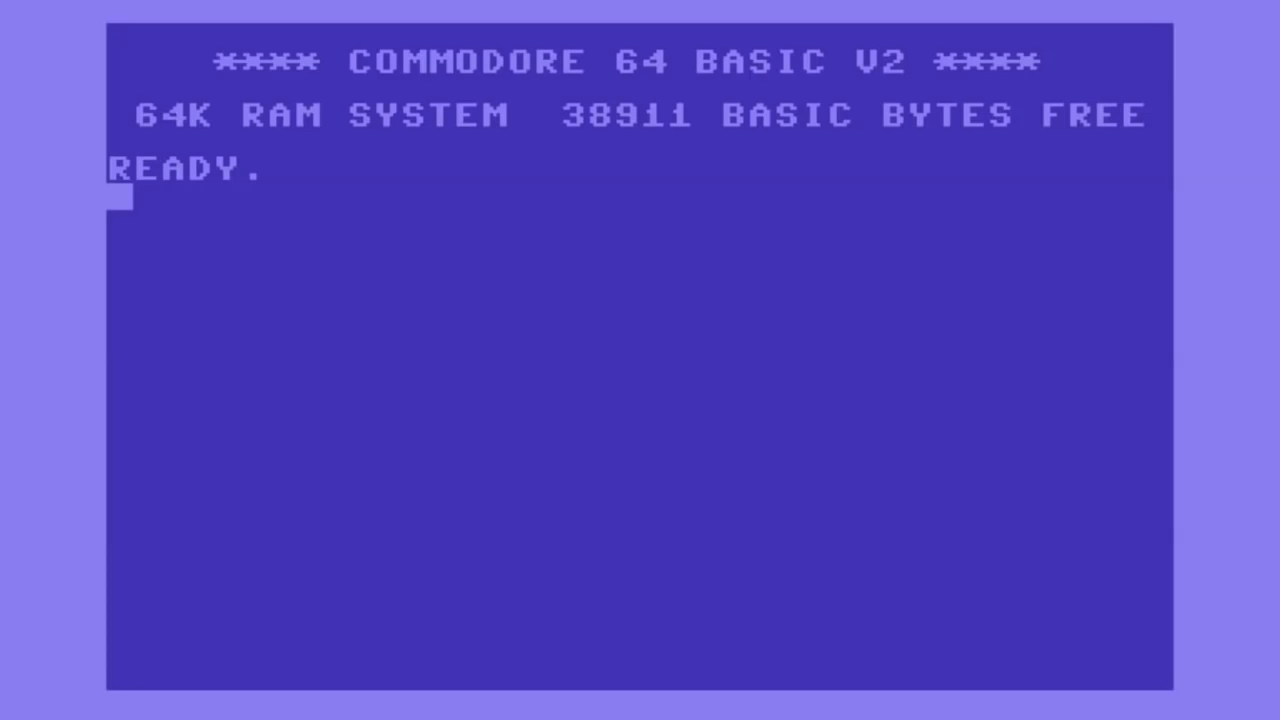 **** COMMODORE 64 BASIC V2 ****
64K RAM SYSTEM  38911 BASIC BYTES FREE
READY.